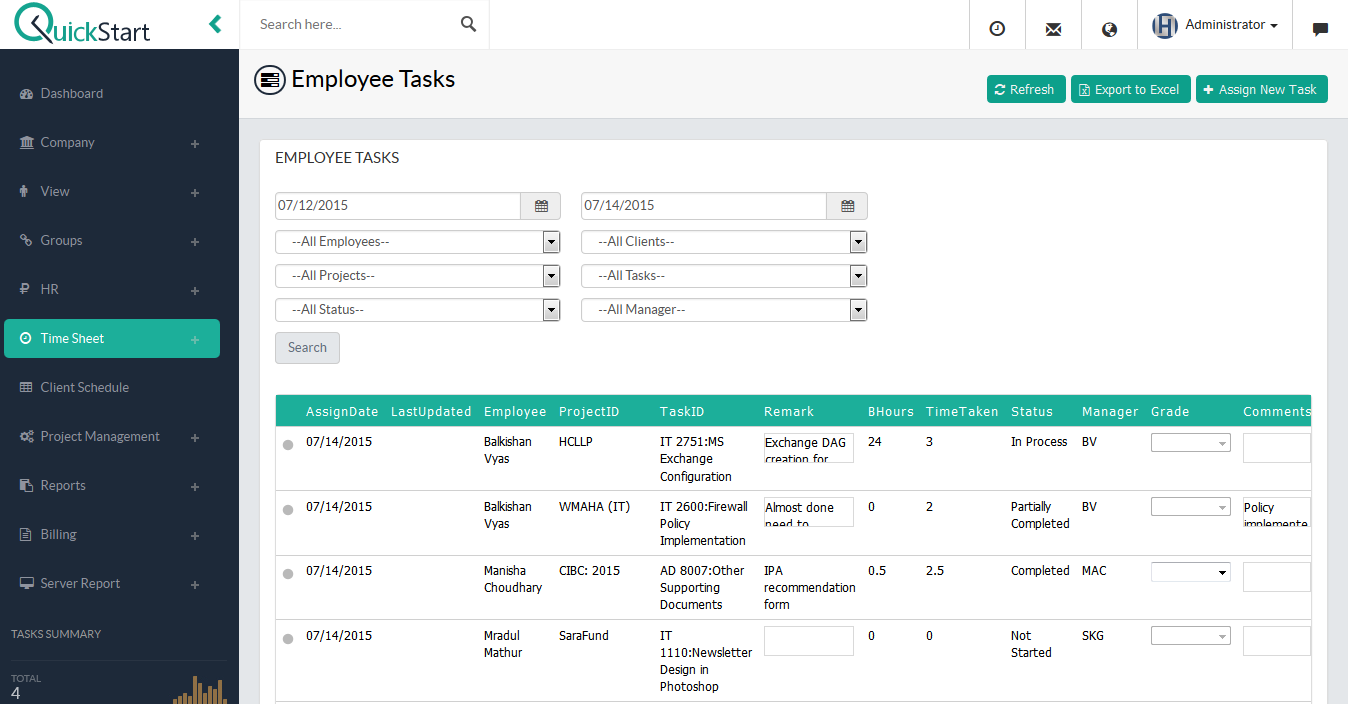 QuickStart
Search here...
Administrator
Dashboard
Company
View
Groups
HR
Time Sheet
Client Schedule
Project Management
Reports
Billing
Server Report
TASKS SUMMARY
TOTAL
4
Employee Tasks
Refresh
Export to Excel
Assign New Task
EMPLOYEE TASKS
07/12/2015
07/14/2015
--All Employees--
--All Clients--
--All Projects--
--All Tasks--
--All Status--
--All Manager--
Search
AssignDate LastUpdated Employee ProjectID TaskID Remark BHours TimeTaken Status Manager Grade Comments
07/14/2015 Balkishan HCLLP IT 2751:MS Exchange DAG 24 3 In Process BV
Vyas Exchange creation for
Configuration
07/14/2015 Balkishan WMAHA (IT) IT 2600:Firewall Almost done 0 2 Partially BV Policy
Vyas Policy need to Completed implemente
Implementation
07/14/2015 Manisha CIBC: 2015 AD 8007:Other IPA 0.5 2.5 Completed MAC
Choudhary Supporting recommendation
Documents form
07/14/2015 Mradul SaraFund IT 0 0 Not SKG
Mathur 1110:Newsletter Started
Design in
Photoshop